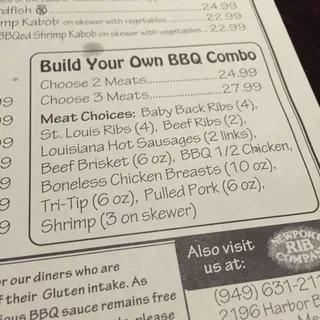 rdfish 24.99
mp Kabob on skewer with vegetables 22.99
BBQed Shrimp Kabob on skewer with vegetables .. 22.99
Build Your Own BBQ Combo
Choose 2 Meats 24.99
Choose 3 Meats 27.99
Meat Choices: Baby Back Ribs (4),
St. Louis Ribs (4), Beef Ribs (2),
Louisiana Hot Sausages (2 links),
Beef Brisket (6 oz), BBQ 1/2 Chicken,
Boneless Chicken Breasts (10 oz),
Tri-Tip (6 oz), Pulled Pork (6 oz),
Shrimp (3 on skewer)
Also visit
us at:
NEWPORT
RIB
COMPANY
or our diners who are
f their Gluten intake. As
ious BBQ sauce remains free
please
(949) 631-21
2196 Harbor B